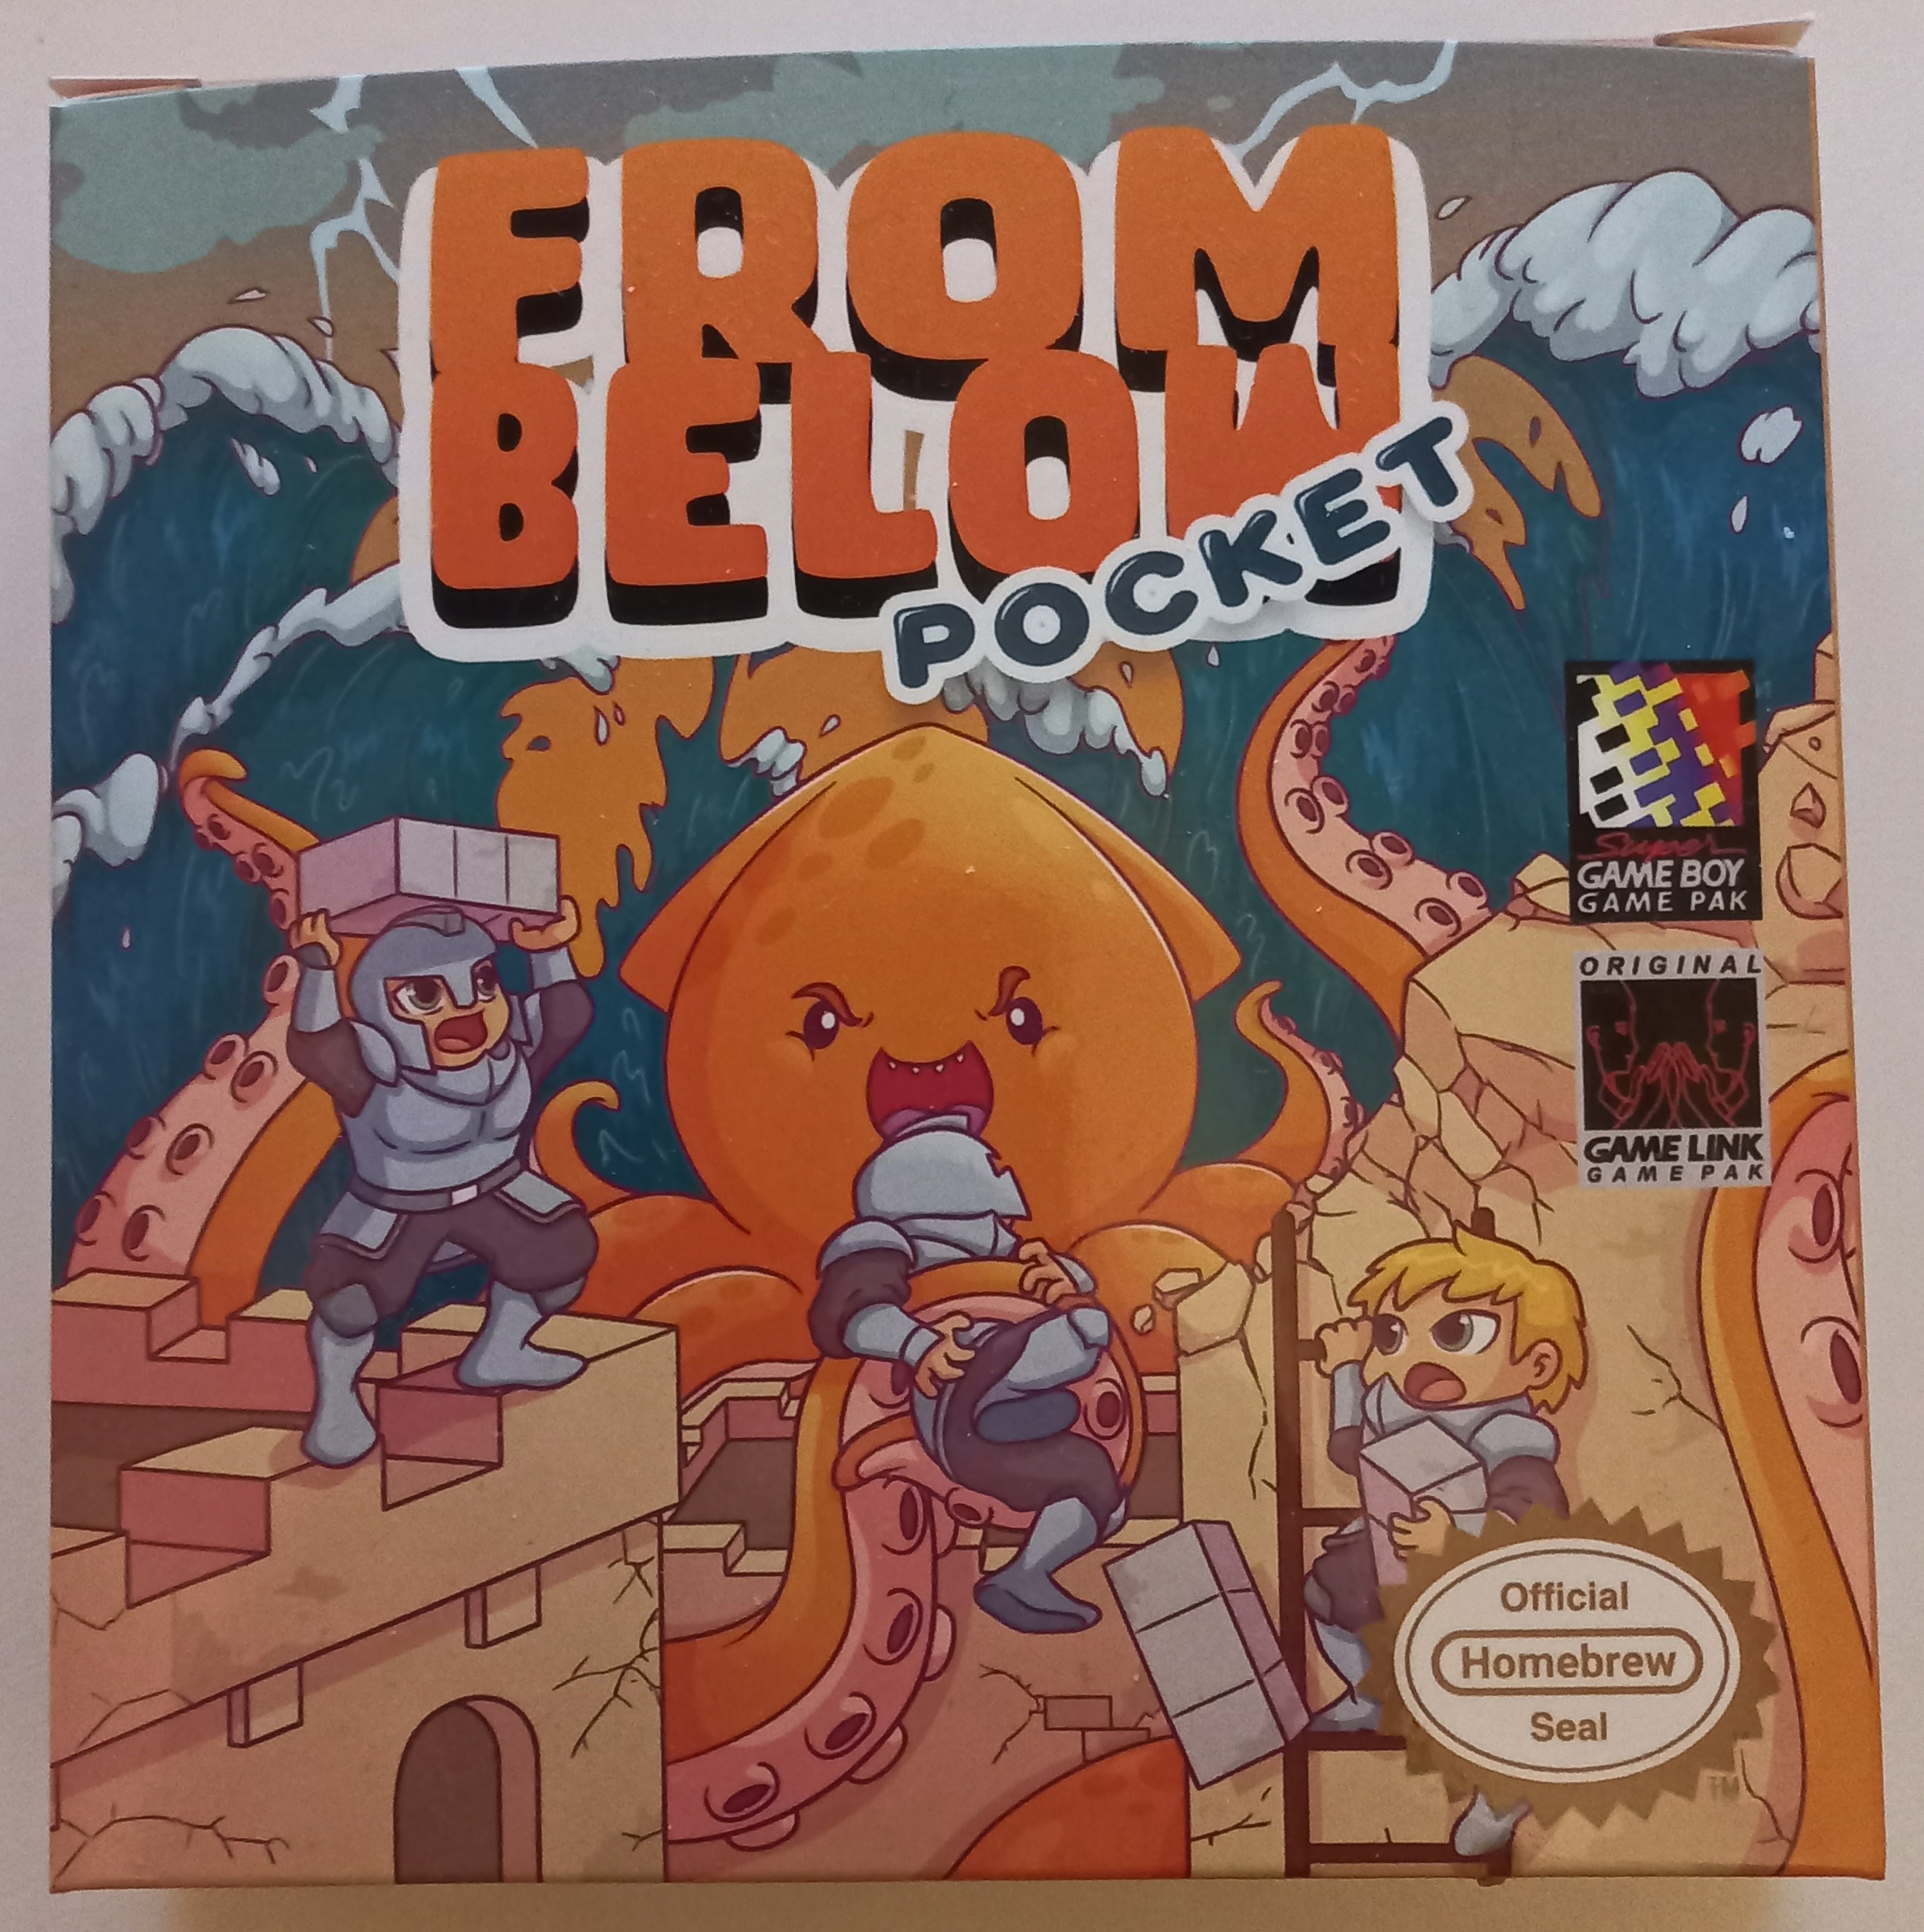 FROM
BELOW
POCKET
Super
GAME BOY
GAME PAK
ORIGINAL
GAME LINK
GAME PAK
Official
Homebrew
Seal
TM